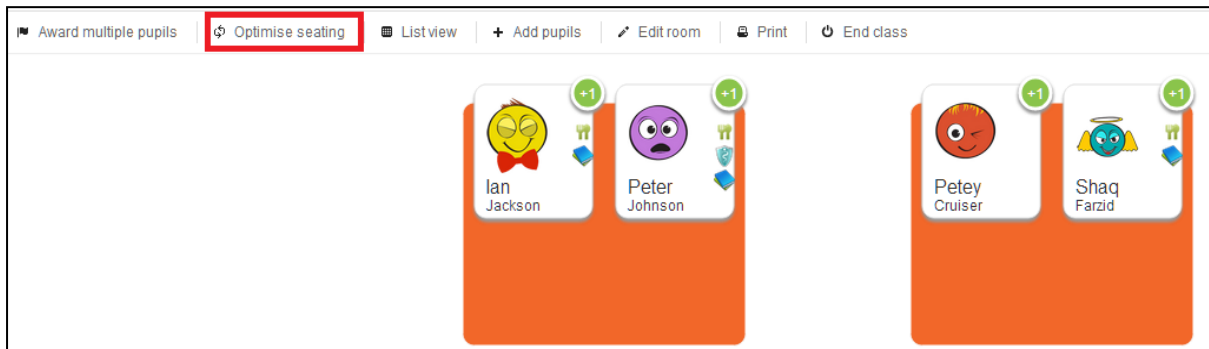 Award multiple pupils Optimise seating List view Add pupils Edit room Print End class
+1 +1 +1 +1
Ian Peter Petey Shaq
Jackson Johnson Cruiser Farzid